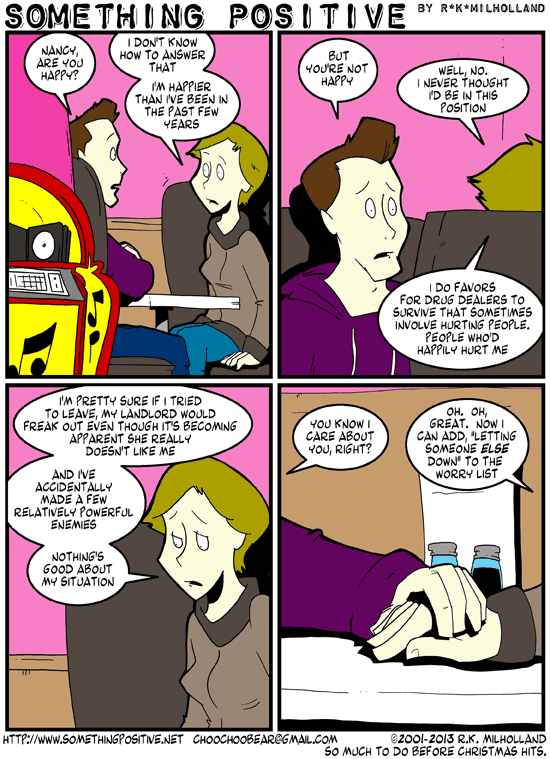 SOMETHING POSITIVE BY R*K*MILHOLLAND
NANCY,
ARE YOU
HAPPY?
I DON'T KNOW
HOW TO ANSWER
THAT
I'M HAPPIER
THAN I'VE BEEN IN
THE PAST FEW
YEARS
BUT
YOU'RE NOT
HAPPY
WELL, NO.
I NEVER THOUGHT
I'D BE IN THIS
POSITION
I DO FAVORS
FOR DRUG DEALERS TO
SURVIVE THAT SOMETIMES
INVOLVE HURTING PEOPLE.
PEOPLE WHO'D
HAPPILY HURT ME
I'M PRETTY SURE IF I TRIED
TO LEAVE, MY LANDLORD WOULD
FREAK OUT EVEN THOUGH IT'S BECOMING
APPARENT SHE REALLY
DOESN'T LIKE ME
AND I'VE
ACCIDENTALLY
MADE A FEW
RELATIVELY POWERFUL
ENEMIES
NOTHING'S
GOOD ABOUT
MY SITUATION
YOU KNOW I
CARE ABOUT
YOU, RIGHT?
OH. OH,
GREAT. NOW I
CAN ADD, "LETTING
SOMEONE ELSE
DOWN" TO THE
WORRY LIST
HTTP://WWW.SOMETHINGPOSITIVE.NET CHOOCHOOBEAR@GMAIL.COM ©2001-2013 R.K. MILHOLLAND
SO MUCH TO DO BEFORE CHRISTMAS HITS.